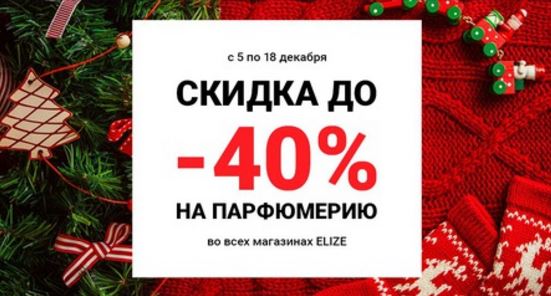 с 5 по 18 декабря
СКИДКА ДО
-40%
НА ПАРФЮМЕРИЮ
во всех магазинах ELIZE